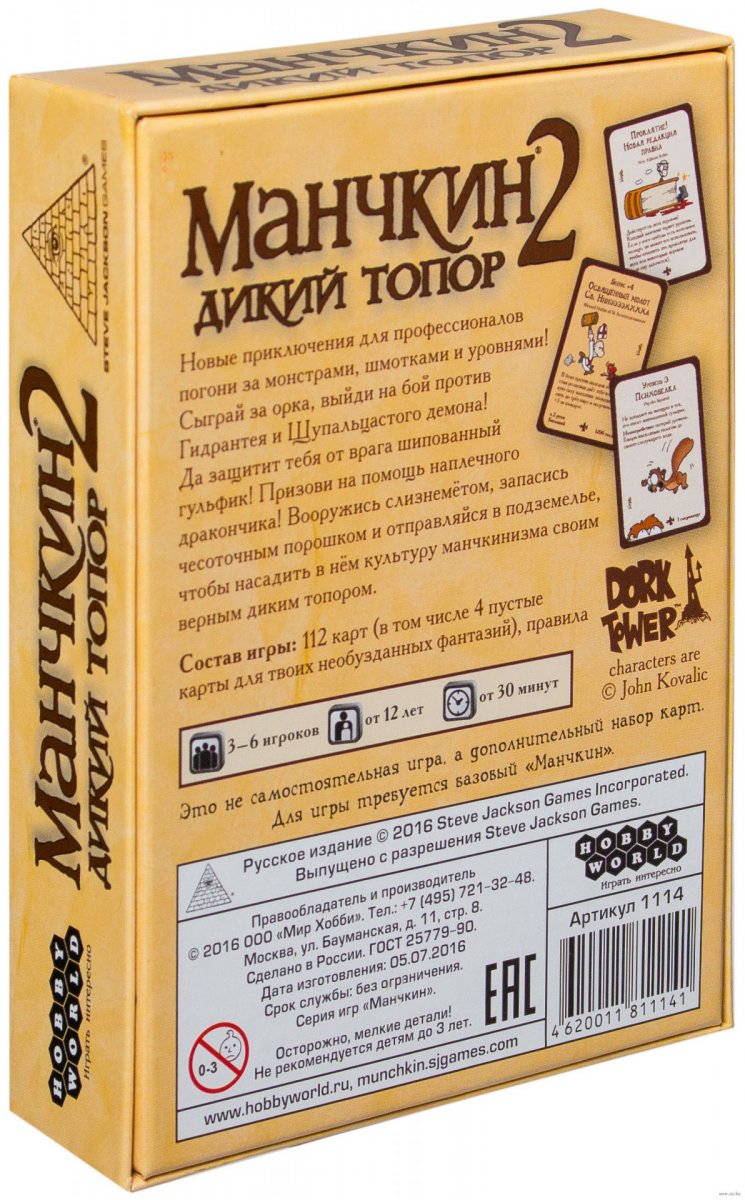 Манчкин® 2
дикий топор
STEVE JACKSON GAMES
Манчкин® 2
дикий топор
HOBBY
WORLD
Играть интересно
Манчкин® 2
дикий топор
Новые приключения для профессионалов
погони за монстрами, шмотками и уровнями!
Сыграй за орка, выйди на бой против
Гидрантея и Щупальцастого демона!
Да защитит тебя от врага шипованный
гульфик! Призови на помощь наплечного
дракончика! Вооружись слизнемётом, запасись
чесоточным порошком и отправляйся в подземелье,
чтобы насадить в нём культуру манчкинизма своим
верным диким топором.
Состав игры: 112 карт (в том числе 4 пустые
карты для твоих необузданных фантазий), правила
3–6 игроков
от 12 лет
от 30 минут
Это не самостоятельная игра, а дополнительный набор карт.
Для игры требуется базовый «Манчкин».
Проклятие!
Новая редакция
правил
Бонус +4
Освящённый молот
Уровень 3
Психобелка
1 сокровище
DORK
TOWER™
characters are
© John Kovalic
Русское издание © 2016 Steve Jackson Games Incorporated.
Выпущено с разрешения Steve Jackson Games.
Правообладатель и производитель
© 2016 ООО «Мир Хобби». Тел.: +7 (495) 721–32–48.
Москва, ул. Бауманская, д. 11, стр. 8.
Сделано в России. ГОСТ 25779–90.
Дата изготовления: 05.07.2016
Срок службы: без ограничения.
Серия игр «Манчкин».
0-3
Осторожно, мелкие детали!
Не рекомендуется детям до 3 лет.
EAC
www.hobbyworld.ru, munchkin.sjgames.com
HOBBY
WORLD
Играть интересно
Артикул 1114
4 620011 811141